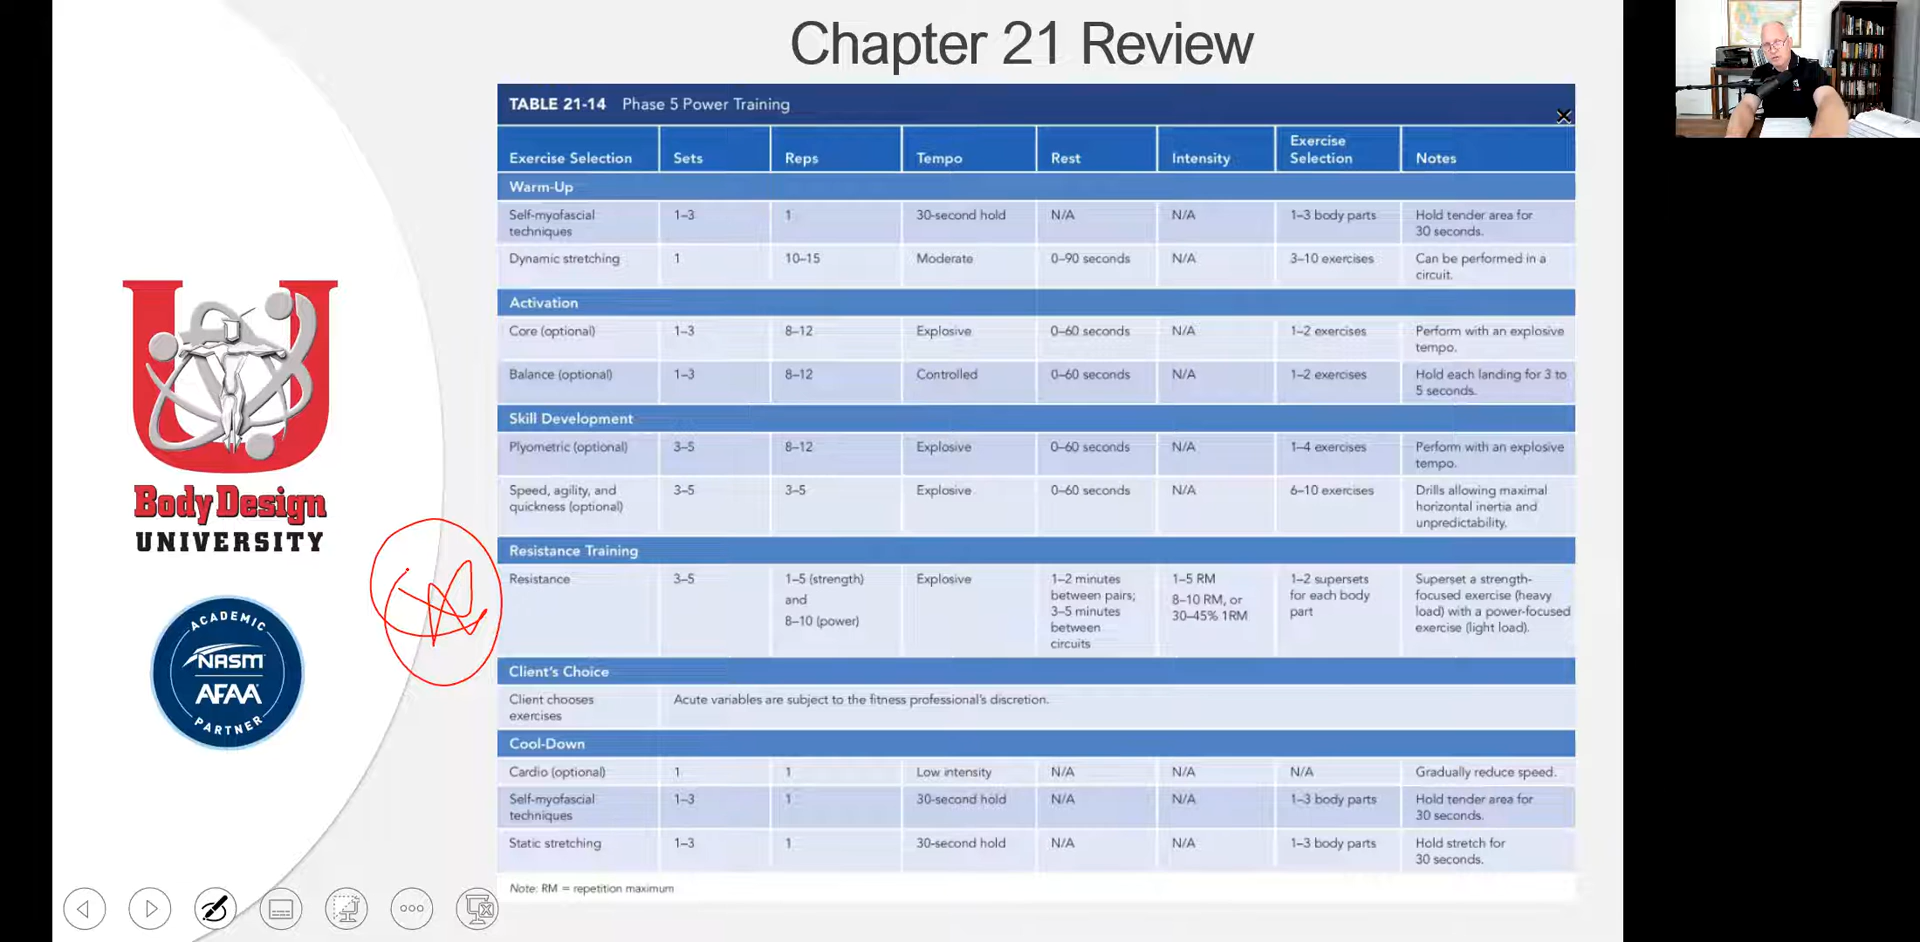 Chapter 21 Review
TABLE 21-14 Phase 5 Power Training
Exercise Selection Sets Reps Tempo Rest Intensity Exercise Selection Notes
Warm-Up
Self-myofascial techniques 1–3 1 30-second hold N/A N/A 1–3 body parts Hold tender area for 30 seconds.
Dynamic stretching 1 10–15 Moderate 0–90 seconds N/A 3–10 exercises Can be performed in a circuit.
Activation
Core (optional) 1–3 8–12 Explosive 0–60 seconds N/A 1–2 exercises Perform with an explosive tempo.
Balance (optional) 1–3 8–12 Controlled 0–60 seconds N/A 1–2 exercises Hold each landing for 3 to 5 seconds.
Skill Development
Plyometric (optional) 3–5 8–12 Explosive 0–60 seconds N/A 1–4 exercises Perform with an explosive tempo.
Speed, agility, and quickness (optional) 3–5 3–5 Explosive 0–60 seconds N/A 6–10 exercises Drills allowing maximal horizontal inertia and unpredictability.
Resistance Training
Resistance 3–5 1–5 (strength) and 8–10 (power) Explosive 1–2 minutes between pairs; 3–5 minutes between circuits 1–5 RM 8–10 RM, or 30–45% 1RM 1–2 supersets for each body part Superset a strength-focused exercise (heavy load) with a power-focused exercise (light load).
Client's Choice
Client chooses exercises Acute variables are subject to the fitness professional's discretion.
Cool-Down
Cardio (optional) 1 1 Low intensity N/A N/A N/A Gradually reduce speed.
Self-myofascial techniques 1–3 1 30-second hold N/A N/A 1–3 body parts Hold tender area for 30 seconds.
Static stretching 1–3 1 30-second hold N/A N/A 1–3 body parts Hold stretch for 30 seconds.
Note: RM = repetition maximum
Body Design
UNIVERSITY
ACADEMIC
NASM
AFAA
PARTNER